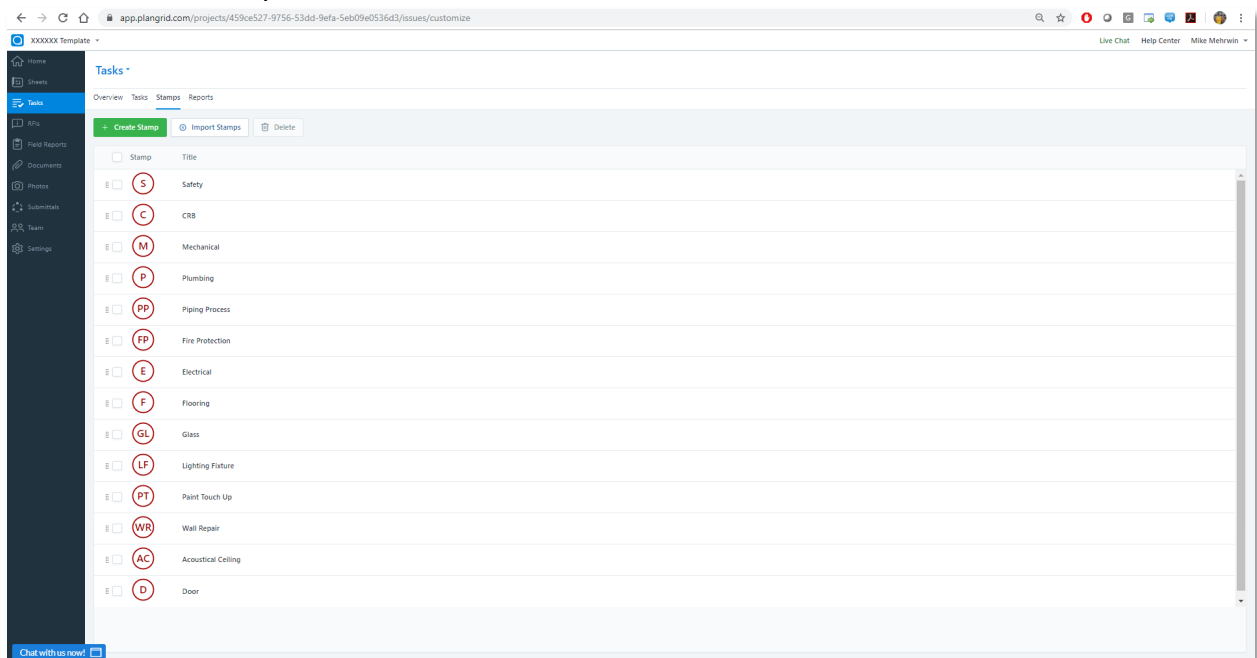 app.plangrid.com/projects/459ce527-9756-53dd-9efa-5eb09e0536d3/issues/customize
XXXXXX Template
Live Chat Help Center Mike Mehrwin
Home
Sheets
Tasks
RFIs
Field Reports
Documents
Photos
Submittals
Team
Settings
Tasks
Overview Tasks Stamps Reports
+ Create Stamp Import Stamps Delete
Stamp Title
S Safety
C CRB
M Mechanical
P Plumbing
PP Piping Process
FP Fire Protection
E Electrical
F Flooring
GL Glass
LF Lighting Fixture
PT Paint Touch Up
WR Wall Repair
AC Acoustical Ceiling
D Door
Chat with us now!